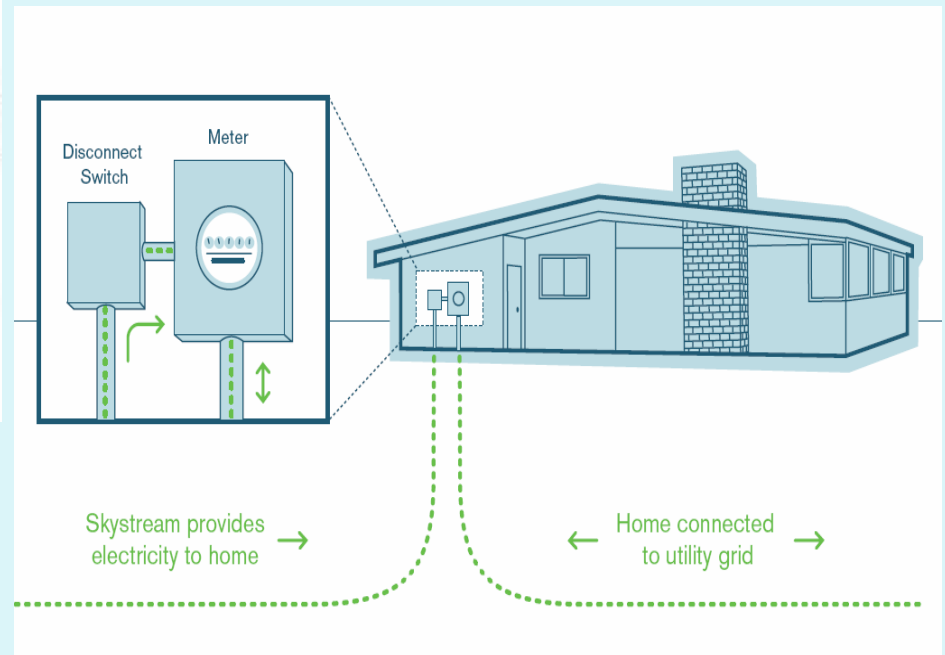 Disconnect
Switch
Meter
Skystream provides
electricity to home
Home connected
to utility grid